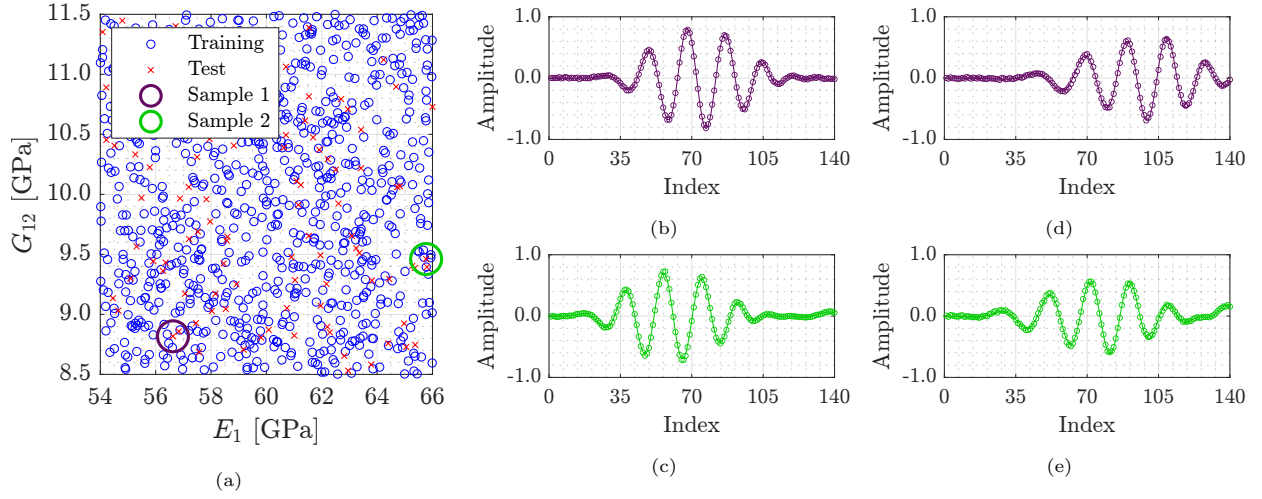 11.5
11.0
10.5
10.0
9.5
9.0
8.5
G12 [GPa]
Training
Test
Sample 1
Sample 2
54 56 58 60 62 64 66
E1 [GPa]
(a)
1.0
0.0
-1.0
Amplitude
0 35 70 105 140
Index
(b)
1.0
0.0
-1.0
Amplitude
0 35 70 105 140
Index
(d)
1.0
0.0
-1.0
Amplitude
0 35 70 105 140
Index
(c)
1.0
0.0
-1.0
Amplitude
0 35 70 105 140
Index
(e)